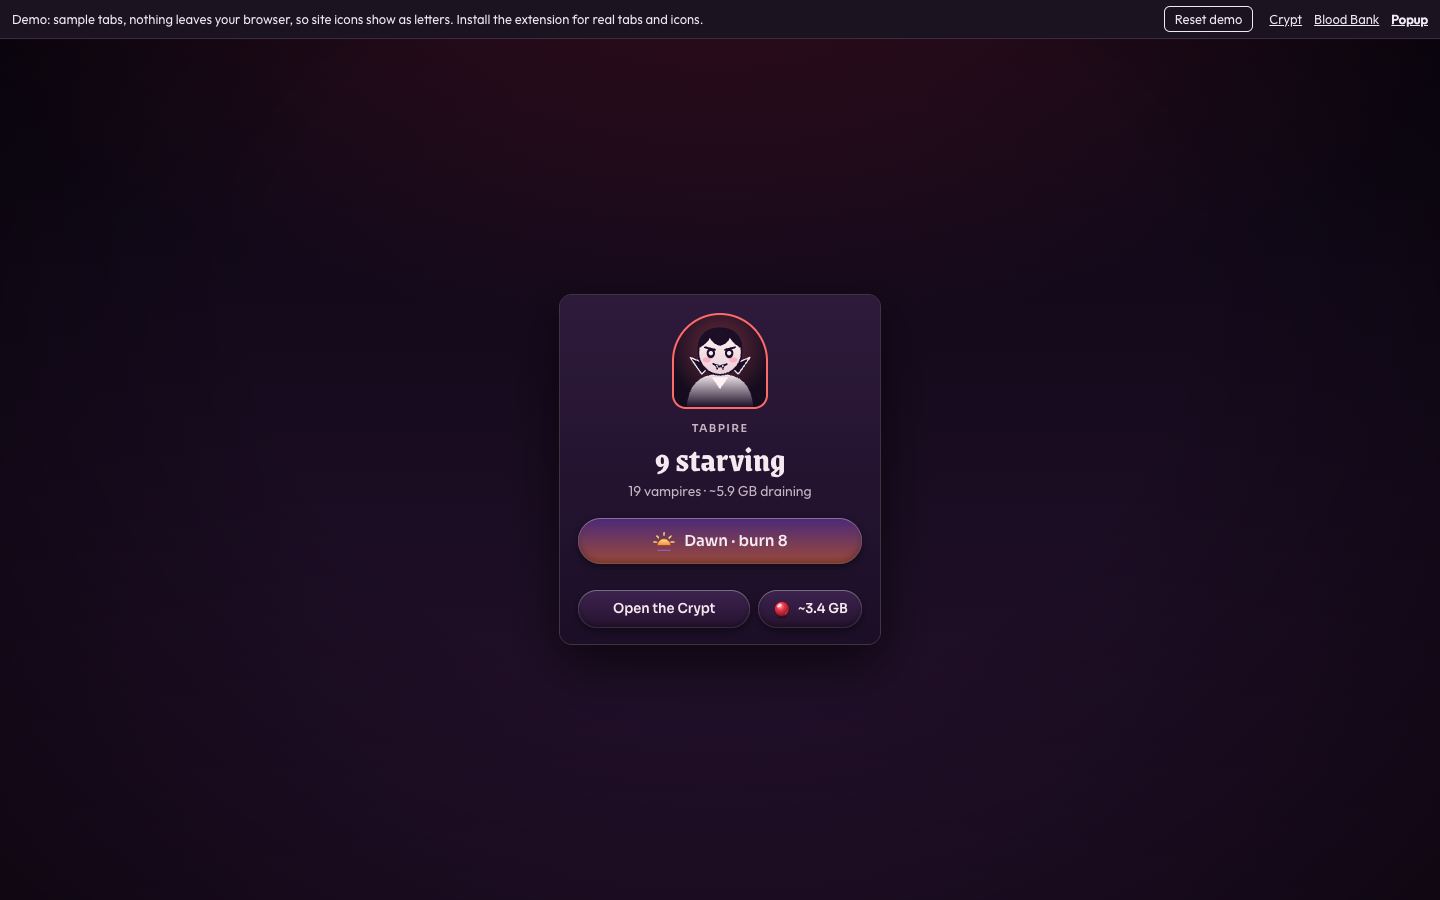 Demo: sample tabs, nothing leaves your browser, so site icons show as letters. Install the extension for real tabs and icons.
Reset demo
Crypt
Blood Bank
Popup
TABPIRE
9 starving
19 vampires · ~5.9 GB draining
Dawn · burn 8
Open the Crypt
~3.4 GB